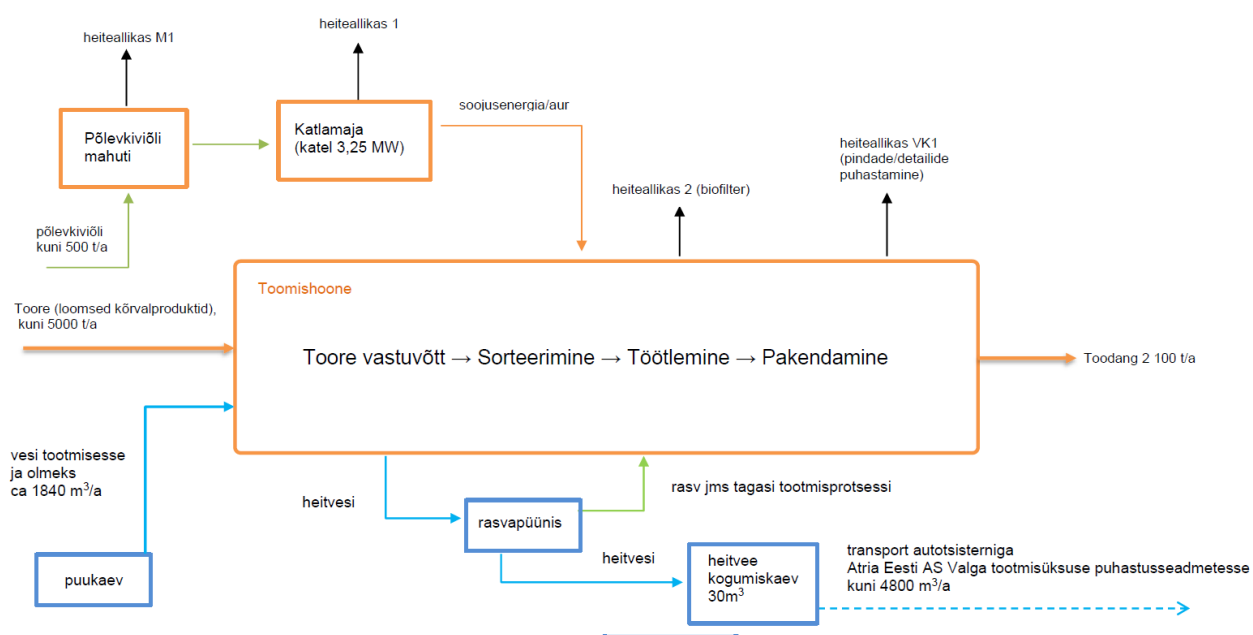 heiteallikas M1
heiteallikas 1
Põlevkiviõli
mahuti
Katlamaja
(katel 3,25 MW)
soojusenergia/aur
heiteallikas VK1
(pindade/detailide
puhastamine)
heiteallikas 2 (biofilter)
põlevkiviõli
kuni 500 t/a
Toomishoone
Toore (loomsed kõrvalproduktid),
kuni 5000 t/a
Toore vastuvõtt → Sorteerimine → Töötlemine → Pakendamine
Toodang 2 100 t/a
vesi tootmisesse
ja olmeks
ca 1840 m³/a
heitvesi
rasv jms tagasi tootmisprotsessi
rasvapüünis
puukaev
heitvesi
heitvee
kogumiskaev
30m³
transport autotsisterniga
Atria Eesti AS Valga tootmisüksuse puhastusseadmetesse
kuni 4800 m³/a